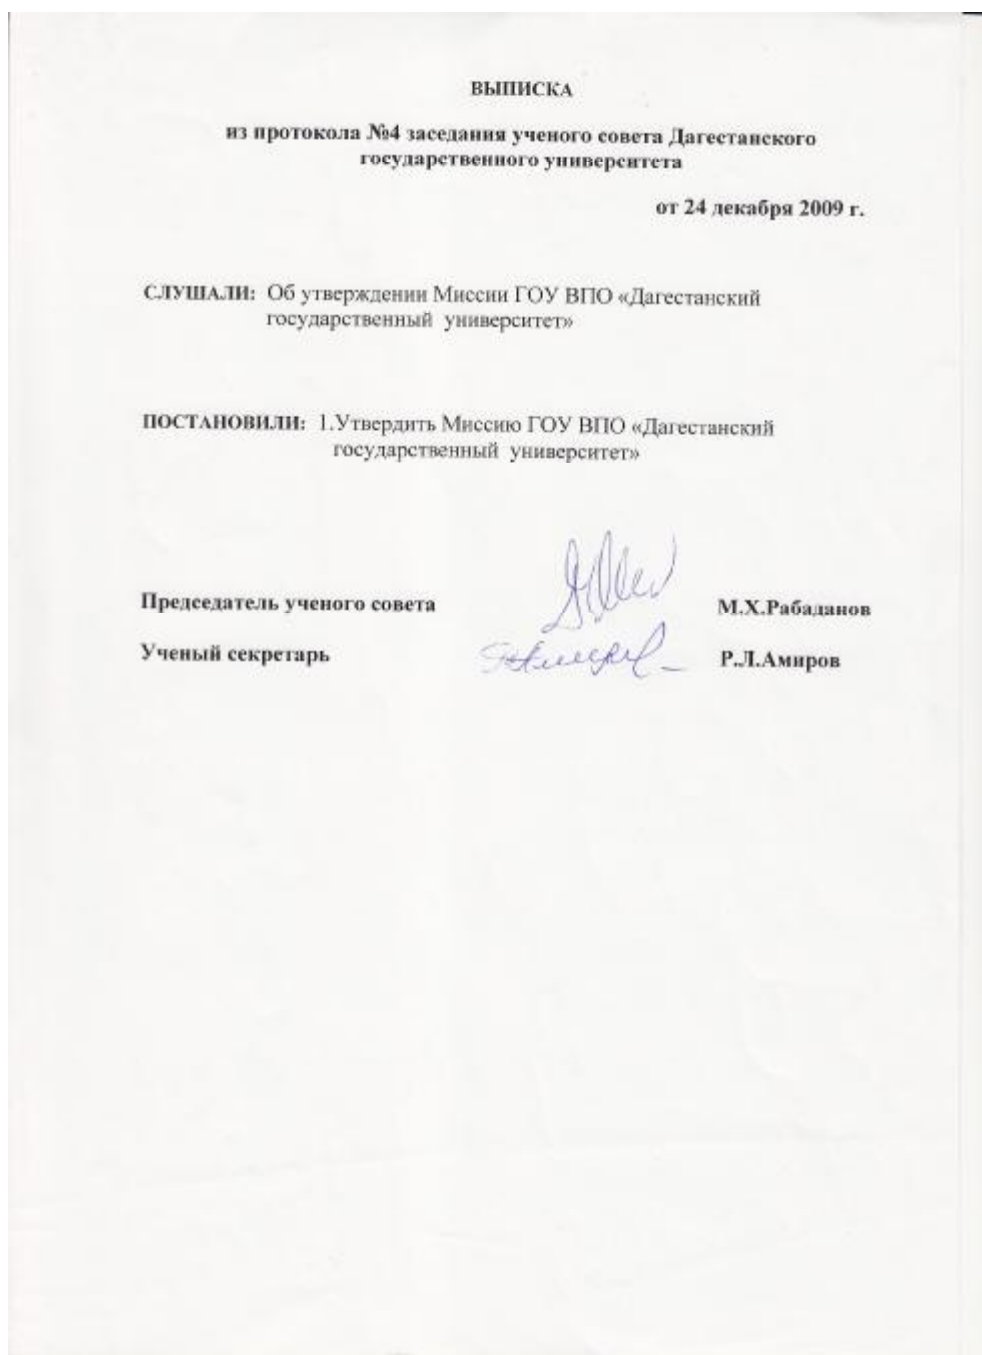 ВЫПИСКА
из протокола №4 заседания ученого совета Дагестанского
государственного университета
от 24 декабря 2009 г.
СЛУШАЛИ: Об утверждении Миссии ГОУ ВПО «Дагестанский
государственный университет»
ПОСТАНОВИЛИ: 1.Утвердить Миссию ГОУ ВПО «Дагестанский
государственный университет»
Председатель ученого совета М.Х.Рабаданов
Ученый секретарь Р.Л.Амиров